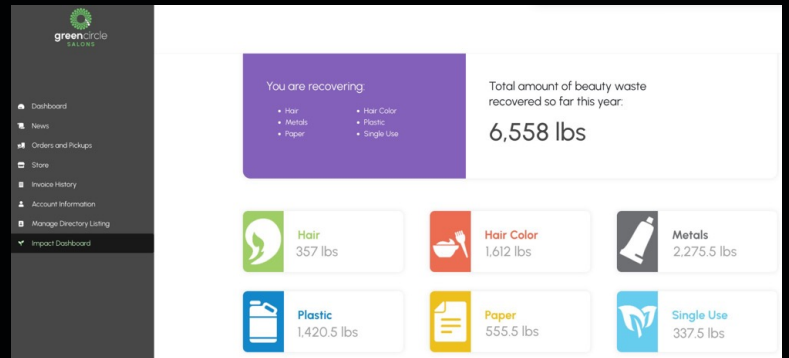 greencircle
SALONS
Dashboard
News
Orders and Pickups
Store
Invoice History
Account Information
Manage Directory Listing
Impact Dashboard
You are recovering:
• Hair
• Metals
• Paper
• Hair Color
• Plastic
• Single Use
Total amount of beauty waste
recovered so far this year:
6,558 lbs
Hair
357 lbs
Hair Color
1,612 lbs
Metals
2,275.5 lbs
Plastic
1,420.5 lbs
Paper
555.5 lbs
Single Use
337.5 lbs